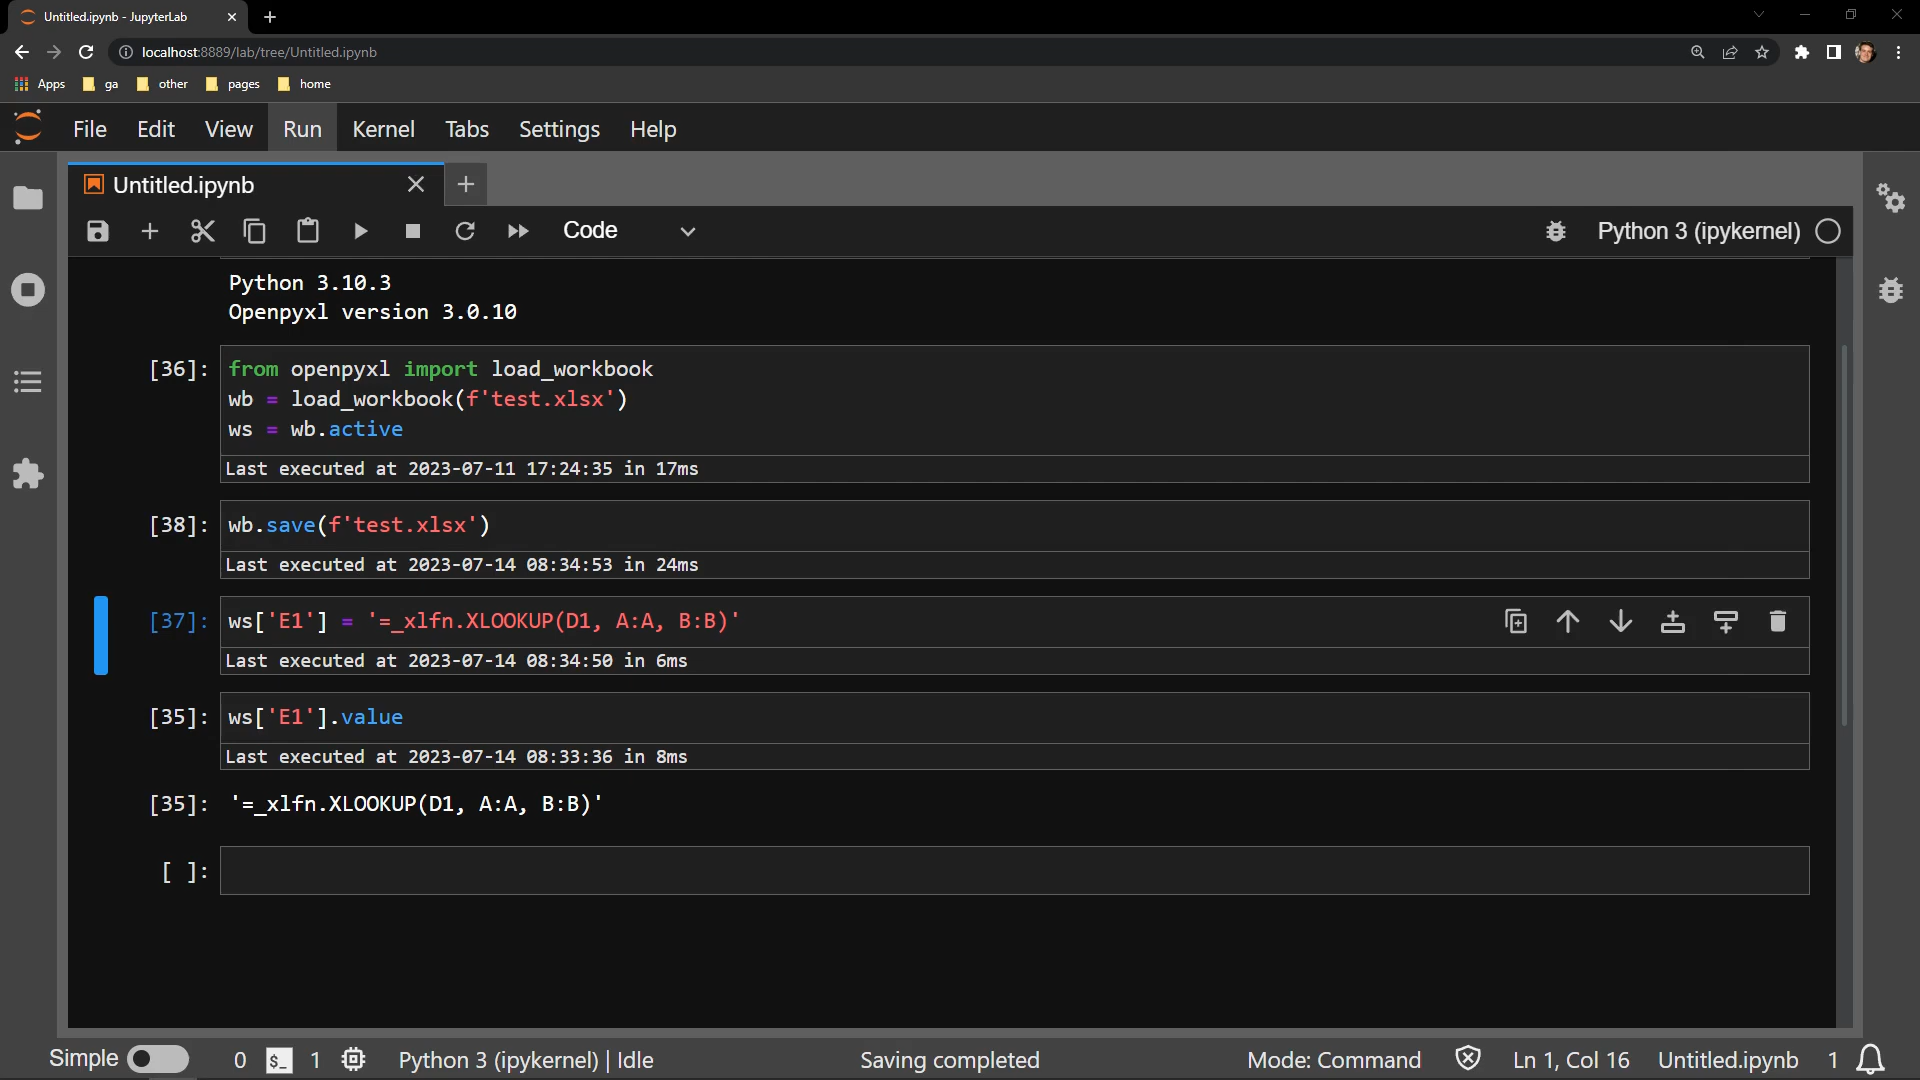 Untitled.ipynb - JupyterLab
localhost:8889/lab/tree/Untitled.ipynb
Apps ga other pages home
File Edit View Run Kernel Tabs Settings Help
Untitled.ipynb
Code Python 3 (ipykernel)
Python 3.10.3
Openpyxl version 3.0.10
[36]: from openpyxl import load_workbook
wb = load_workbook(f'test.xlsx')
ws = wb.active
Last executed at 2023-07-11 17:24:35 in 17ms
[38]: wb.save(f'test.xlsx')
Last executed at 2023-07-14 08:34:53 in 24ms
[37]: ws['E1'] = '=_xlfn.XLOOKUP(D1, A:A, B:B)'
Last executed at 2023-07-14 08:34:50 in 6ms
[35]: ws['E1'].value
Last executed at 2023-07-14 08:33:36 in 8ms
[35]: '=_xlfn.XLOOKUP(D1, A:A, B:B)'
[ ]:
Simple 0 $_ 1 Python 3 (ipykernel) | Idle Saving completed Mode: Command Ln 1, Col 16 Untitled.ipynb 1